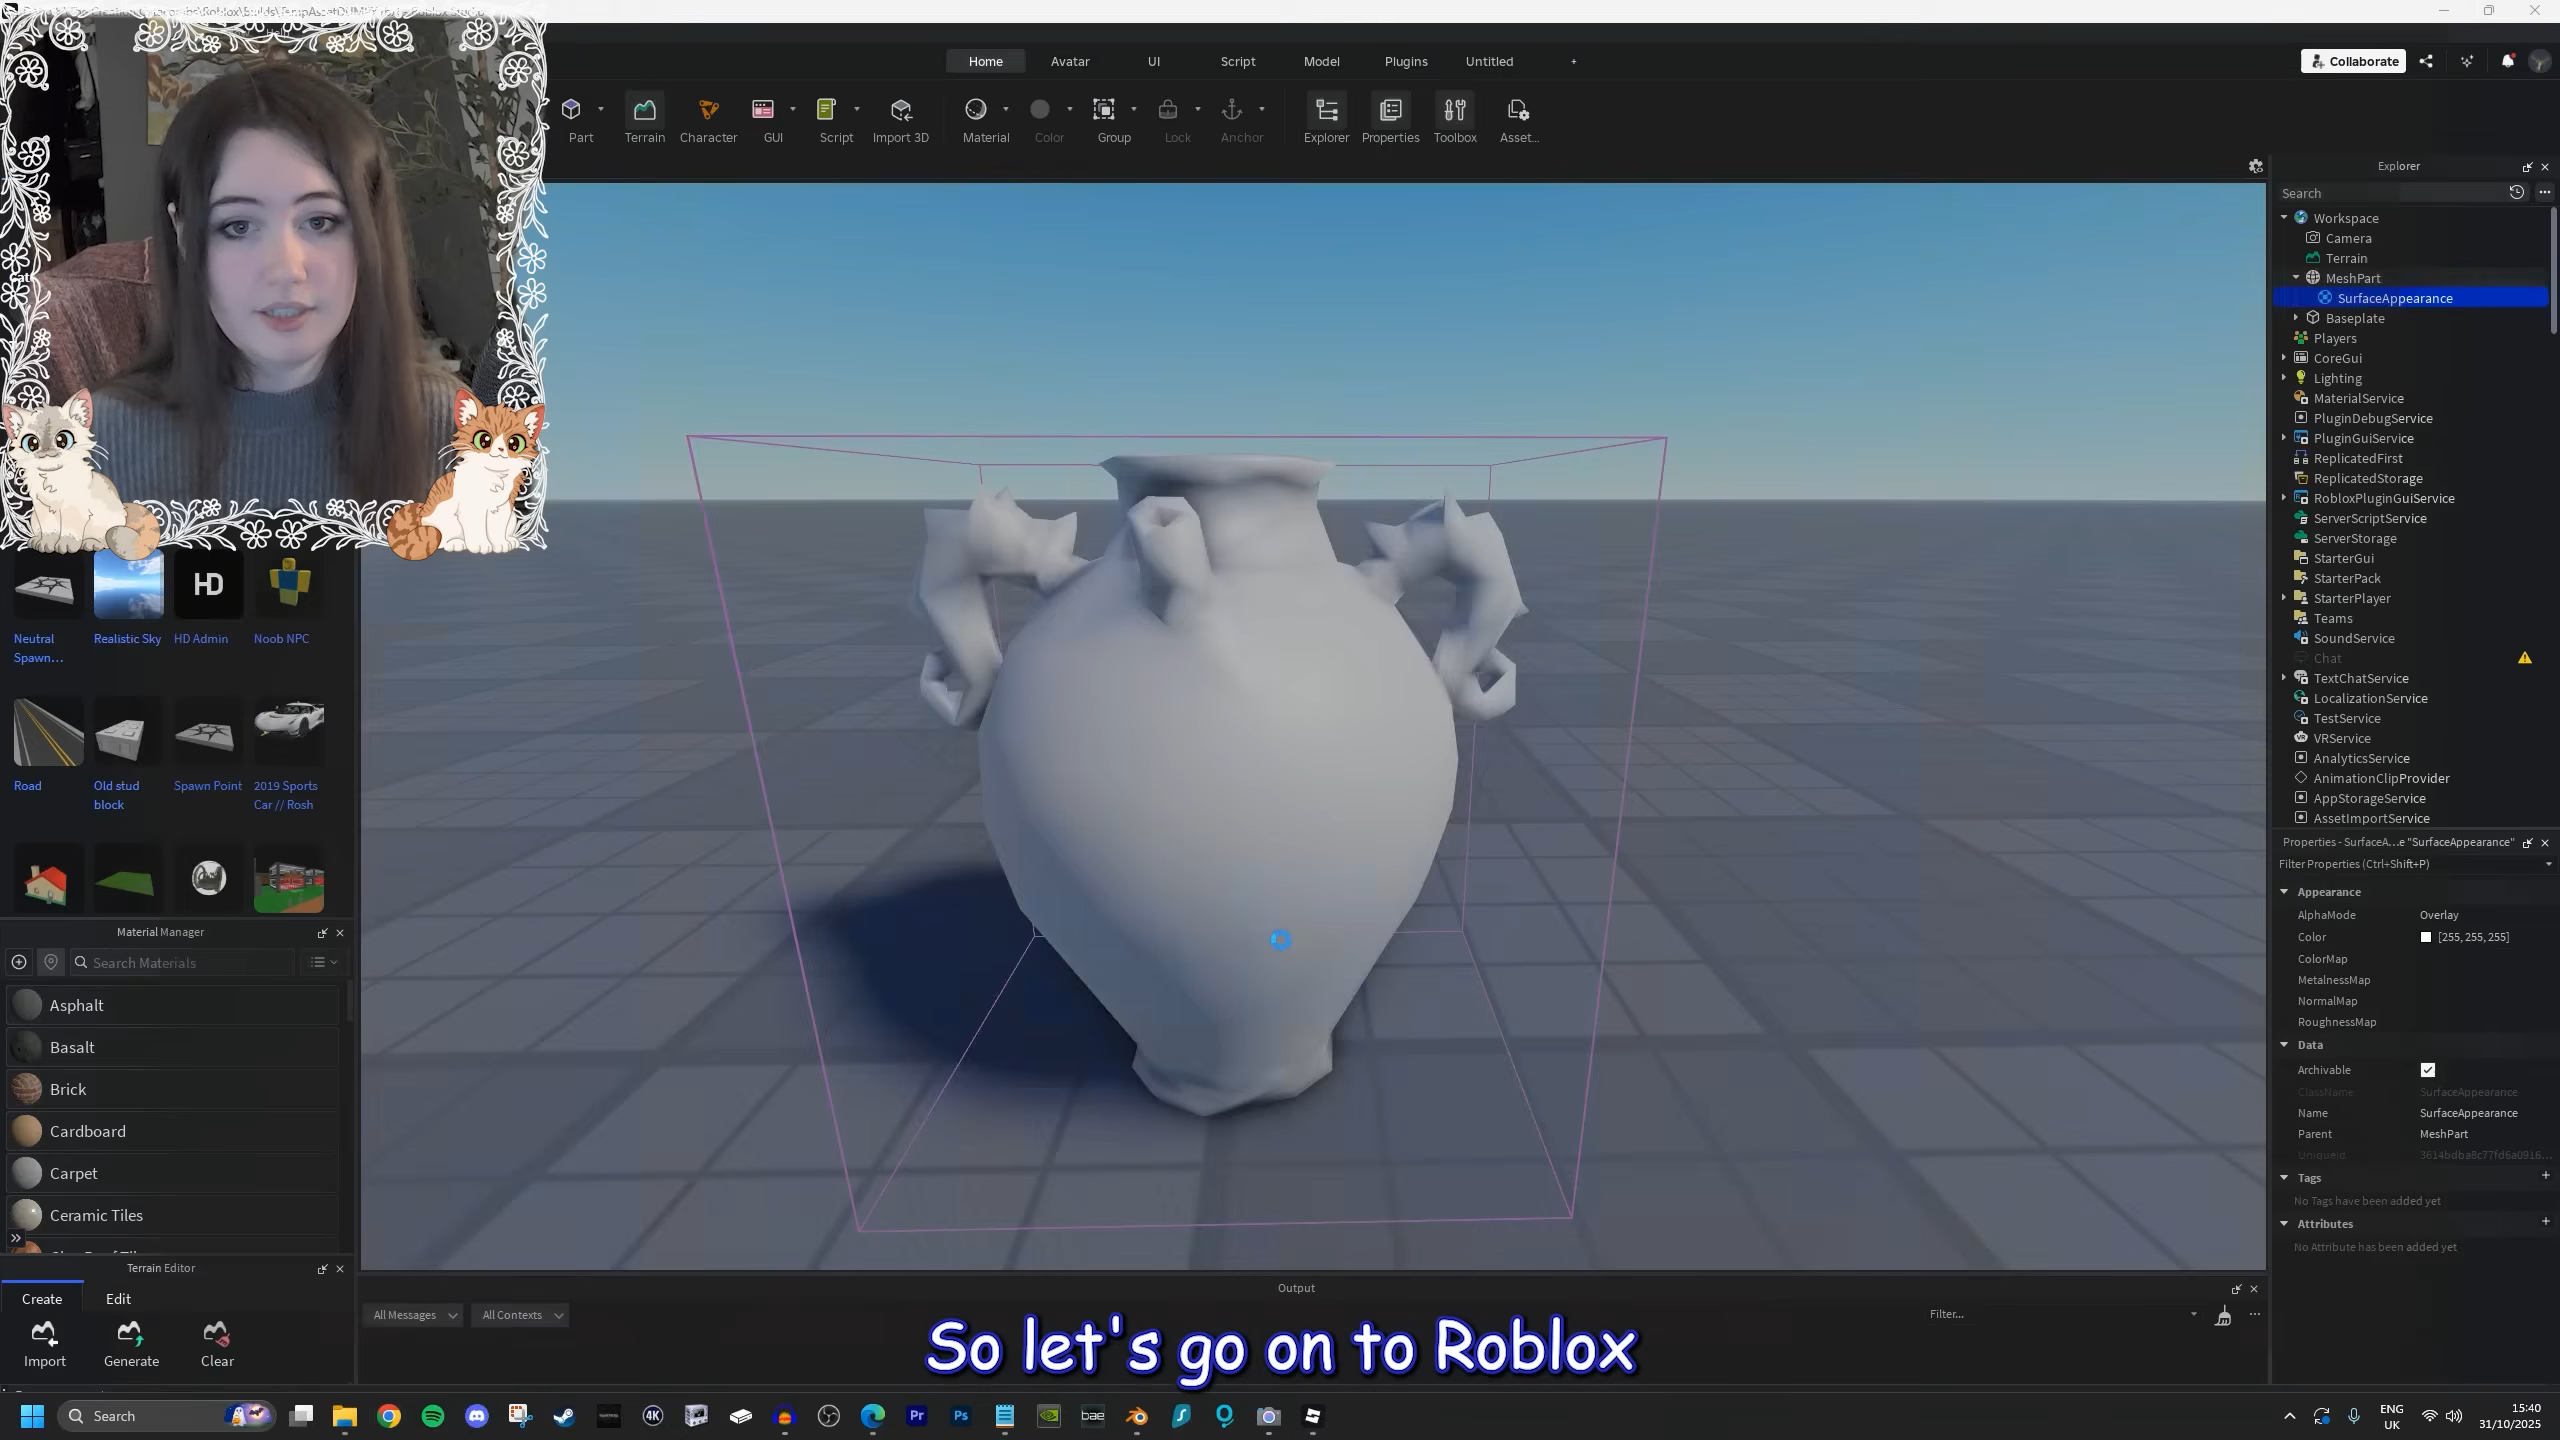 Home
Avatar
UI
Script
Model
Plugins
Untitled
+
Collaborate
Part
Terrain
Character
GUI
Script
Import 3D
Material
Color
Group
Lock
Anchor
Explorer
Properties
Toolbox
Asset...
Explorer
Search
Workspace
Camera
Terrain
MeshPart
SurfaceAppearance
Baseplate
Players
CoreGui
Lighting
MaterialService
PluginDebugService
PluginGuiService
ReplicatedFirst
ReplicatedStorage
RobloxPluginGuiService
ServerScriptService
ServerStorage
StarterGui
StarterPack
StarterPlayer
Teams
SoundService
Chat
TextChatService
LocalizationService
TestService
VRService
AnalyticsService
AnimationClipProvider
AppStorageService
AssetImportService
Properties - SurfaceA...e "SurfaceAppearance"
Filter Properties (Ctrl+Shift+P)
Appearance
AlphaMode Overlay
Color [255, 255, 255]
ColorMap
MetalnessMap
NormalMap
RoughnessMap
Data
Archivable
ClassName SurfaceAppearance
Name SurfaceAppearance
Parent MeshPart
UniqueId 3614bdba8c77fd6a0916...
Tags
No Tags have been added yet
Attributes
No Attribute has been added yet
HD
Neutral Spawn...
Realistic Sky
HD Admin
Noob NPC
Road
Old stud block
Spawn Point
2019 Sports Car // Rosh
Material Manager
Search Materials
Asphalt
Basalt
Brick
Cardboard
Carpet
Ceramic Tiles
Terrain Editor
Create
Edit
Import
Generate
Clear
Output
All Messages
All Contexts
Filter...
So let's go on to Roblox
Search
4K
Pr
Ps
bae
ENG
UK
15:40
31/10/2025